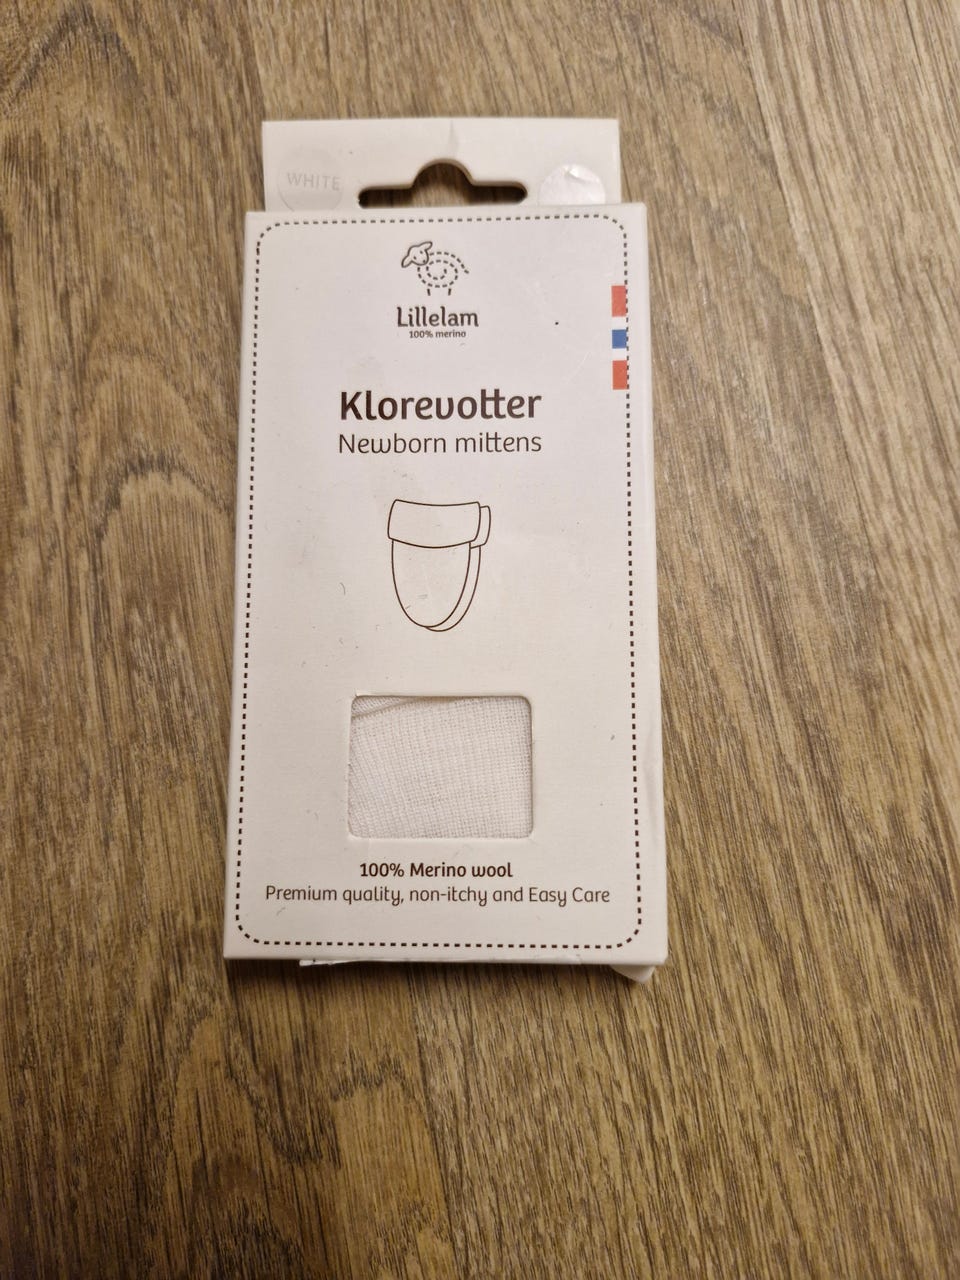 WHITE
Lillelam
100% merino
Klorevotter
Newborn mittens
100% Merino wool
Premium quality, non-itchy and Easy Care